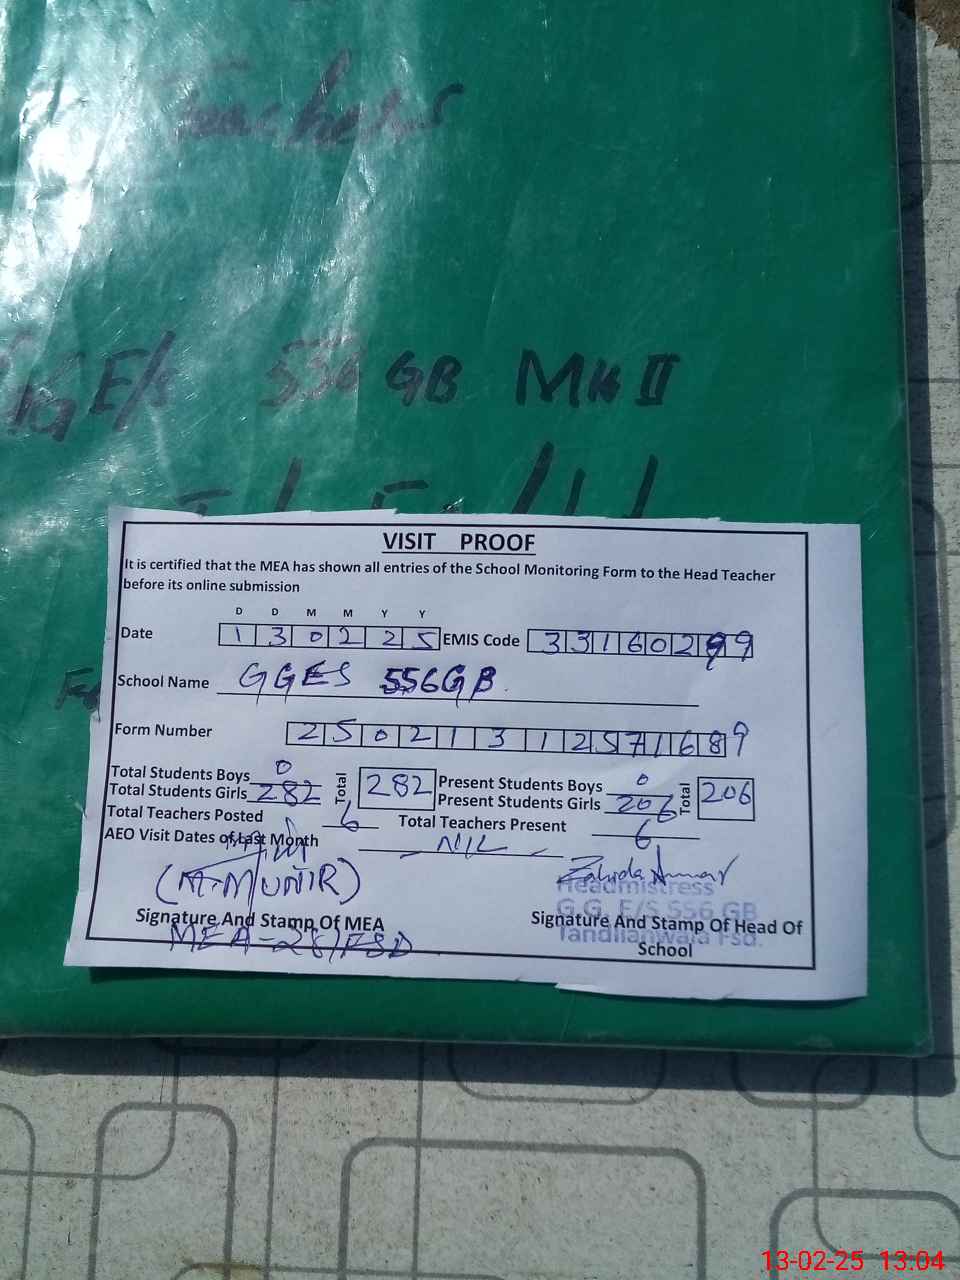 Teachers
GGE/S 556 GB Mk II
VISIT PROOF
It is certified that the MEA has shown all entries of the School Monitoring Form to the Head Teacher
before its online submission
D D M M Y Y
Date 1 3 0 2 2 5 EMIS Code 3 3 1 6 0 2 9 9
School Name GGES 556GB.
Form Number 2 5 0 2 1 3 1 2 5 7 1 6 8 9
Total Students Boys 0 Total 282 Present Students Boys 0 Total 206
Total Students Girls 282 Present Students Girls 206
Total Teachers Posted 6 Total Teachers Present 6
AEO Visit Dates of Last Month NIL
(M.MUNIR) Zahida Anwar
Headmistress
G.G. E/S 556 GB
Tandlianwala Fsd.
Signature And Stamp Of MEA Signature And Stamp Of Head Of
School
MEA-28/FSD
13-02-25 13.04